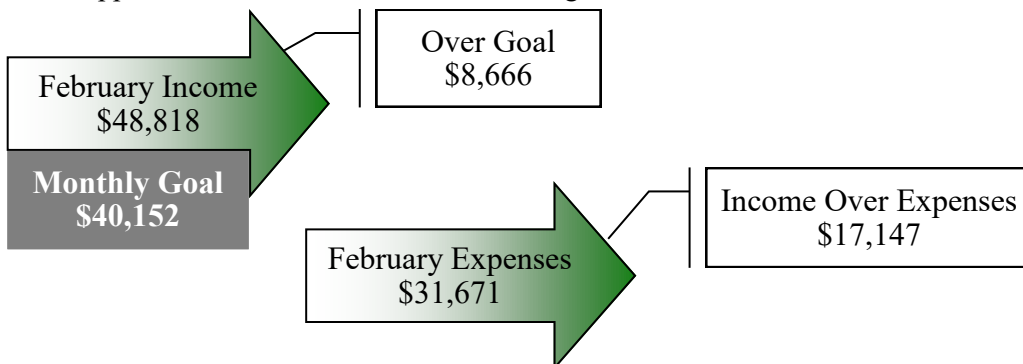 Over Goal
$8,666
February Income
$48,818
Monthly Goal
$40,152
Income Over Expenses
$17,147
February Expenses
$31,671